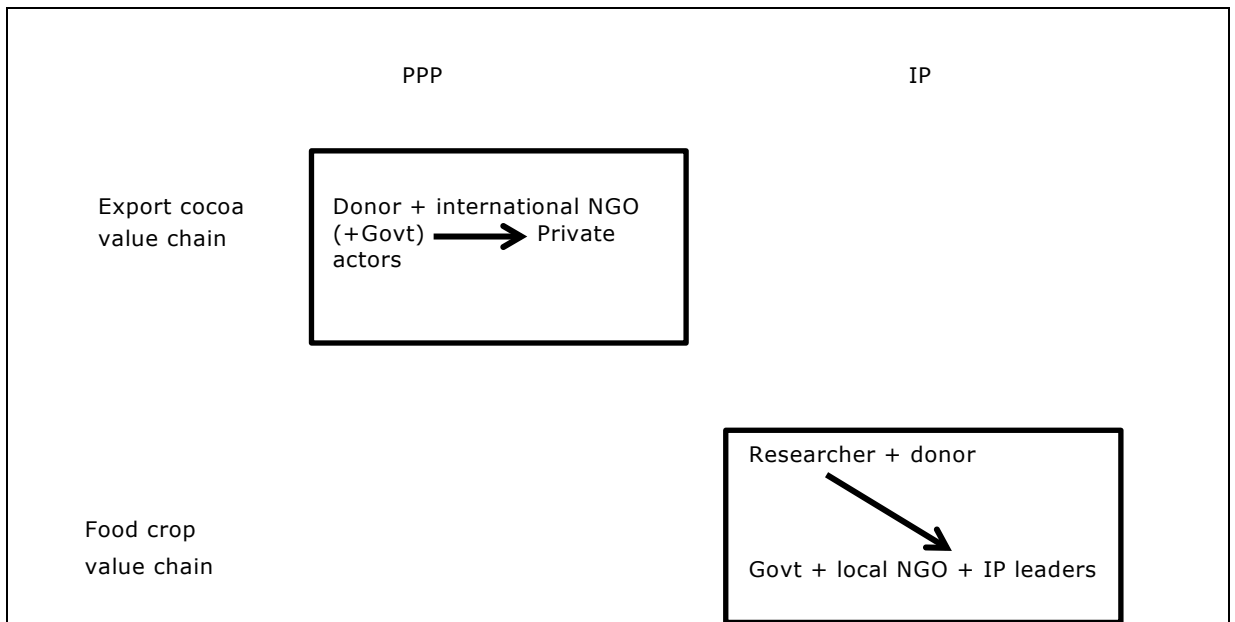 PPP IP
Export cocoa
value chain
Donor + international NGO
(+Govt) Private
actors
Researcher + donor
Food crop
value chain
Govt + local NGO + IP leaders